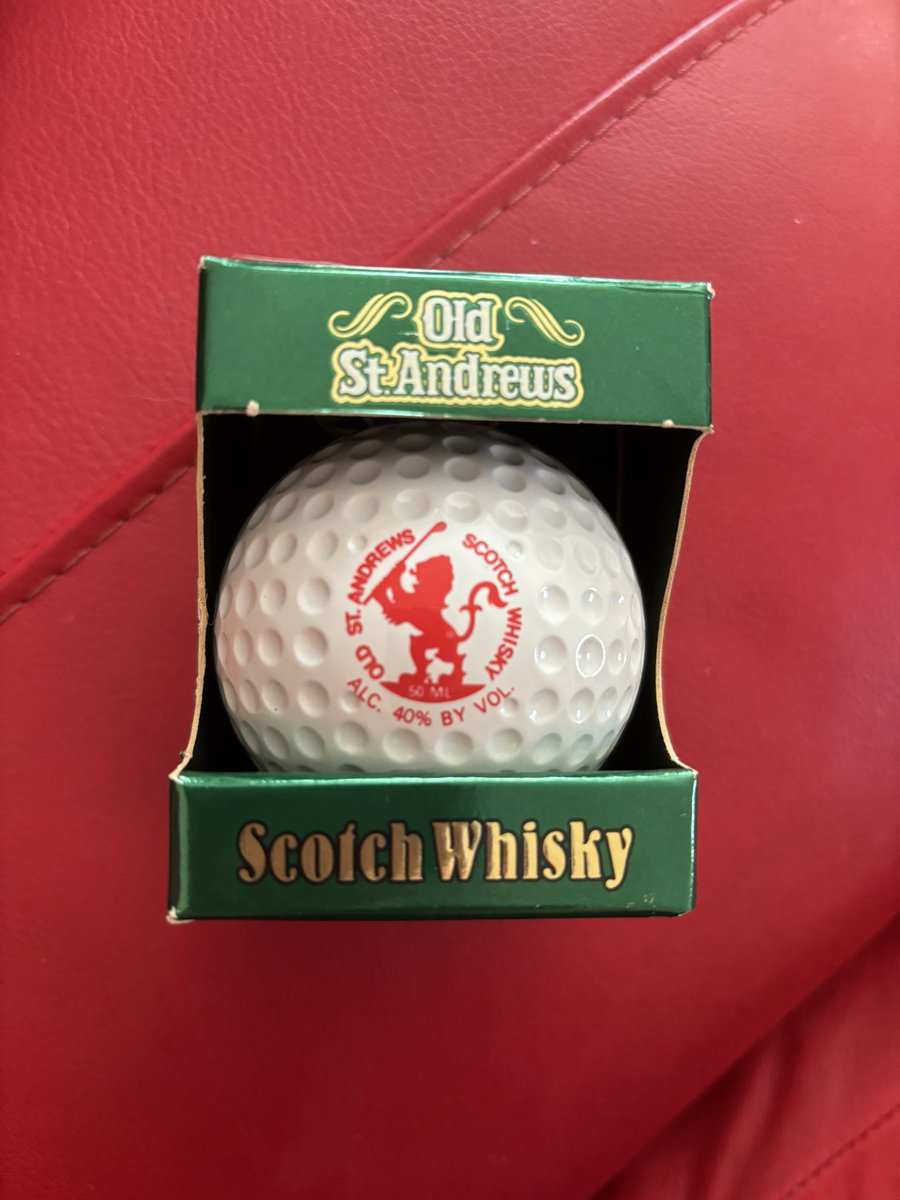 Old
St. Andrews
OLD ST. ANDREWS SCOTCH WHISKY
50 ML
ALC. 40% BY VOL.
Scotch Whisky